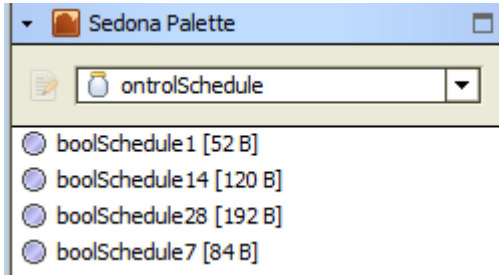 Sedona Palette
ontrolSchedule
boolSchedule1 [52 B]
boolSchedule14 [120 B]
boolSchedule28 [192 B]
boolSchedule7 [84 B]